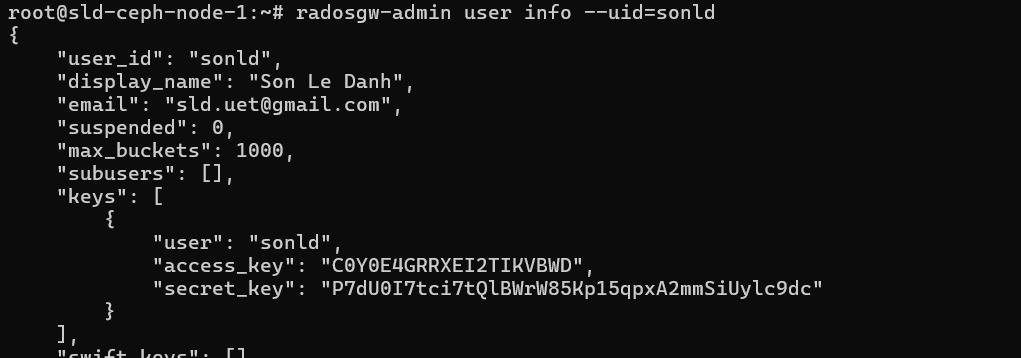 root@sld-ceph-node-1:~# radosgw-admin user info --uid=sonld
{
    "user_id": "sonld",
    "display_name": "Son Le Danh",
    "email": "sld.uet@gmail.com",
    "suspended": 0,
    "max_buckets": 1000,
    "subusers": [],
    "keys": [
        {
            "user": "sonld",
            "access_key": "C0Y0E4GRRXEI2TIKVBWD",
            "secret_key": "P7dU0I7tci7tQlBWrW85Kp15qpxA2mmSiUylc9dc"
        }
    ],
    "swift_keys": []